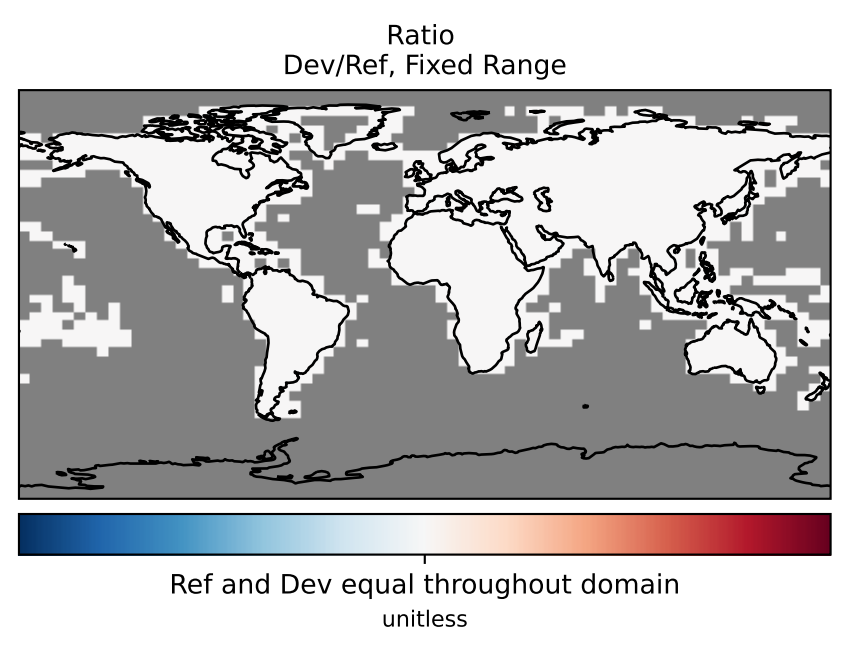 Ratio
Dev/Ref, Fixed Range
Ref and Dev equal throughout domain
unitless